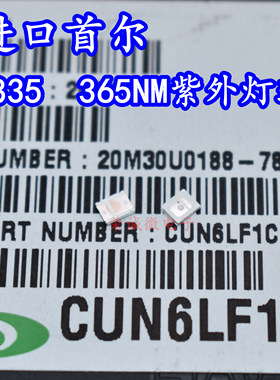 进口首尔
335 365NM紫外灯
NUMBER : 20M30U0188-78
RT NUMBER : CUN6LF1C
CUN6LF1